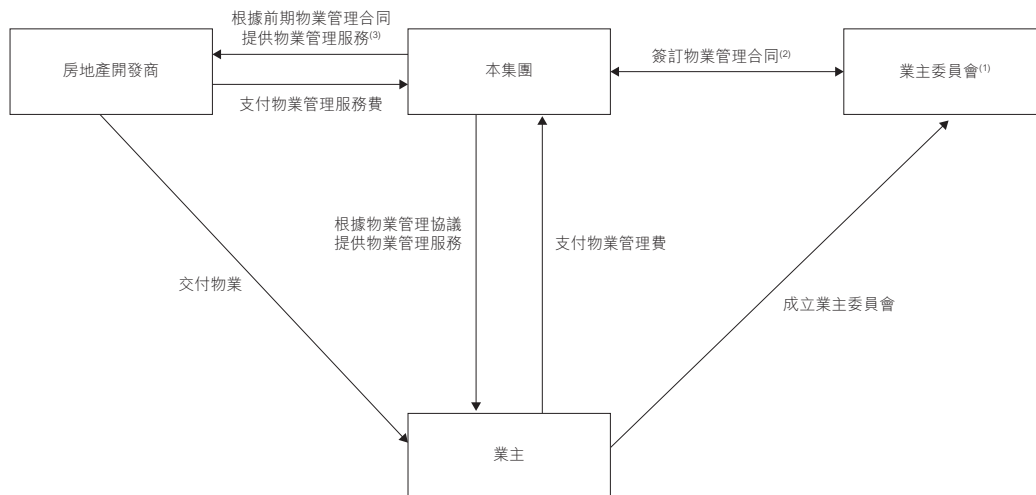 根據前期物業管理合同
提供物業管理服務(3)
房地產開發商
本集團
簽訂物業管理合同(2)
業主委員會(1)
支付物業管理服務費
根據物業管理協議
提供物業管理服務
支付物業管理費
交付物業
成立業主委員會
業主